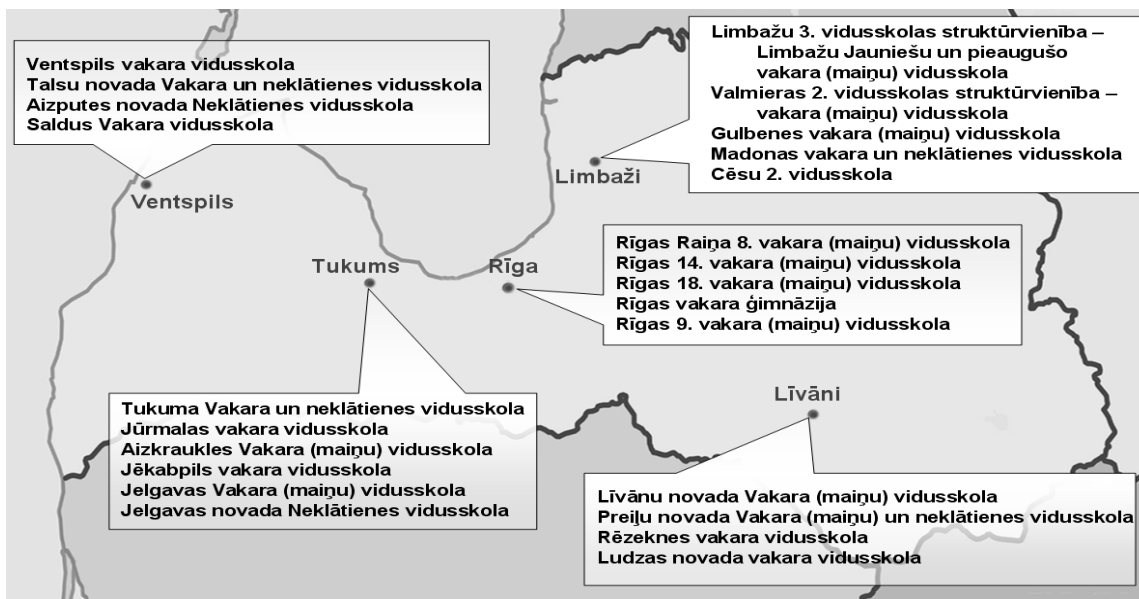 Ventspils vakara vidusskola
Talsu novada Vakara un neklātienes vidusskola
Aizputes novada Neklātienes vidusskola
Saldus Vakara vidusskola
Ventspils
Limbažu 3. vidusskolas struktūrvienība –
Limbažu Jauniešu un pieaugušo
vakara (maiņu) vidusskola
Valmieras 2. vidusskolas struktūrvienība –
vakara (maiņu) vidusskola
Gulbenes vakara (maiņu) vidusskola
Madonas vakara un neklātienes vidusskola
Cēsu 2. vidusskola
Limbaži
Tukums
Rīga
Rīgas Raiņa 8. vakara (maiņu) vidusskola
Rīgas 14. vakara (maiņu) vidusskola
Rīgas 18. vakara (maiņu) vidusskola
Rīgas vakara ģimnāzija
Rīgas 9. vakara (maiņu) vidusskola
Tukuma Vakara un neklātienes vidusskola
Jūrmalas vakara vidusskola
Aizkraukles Vakara (maiņu) vidusskola
Jēkabpils vakara vidusskola
Jelgavas Vakara (maiņu) vidusskola
Jelgavas novada Neklātienes vidusskola
Līvāni
Līvānu novada Vakara (maiņu) vidusskola
Preiļu novada Vakara (maiņu) un neklātienes vidusskola
Rēzeknes vakara vidusskola
Ludzas novada vakara vidusskola